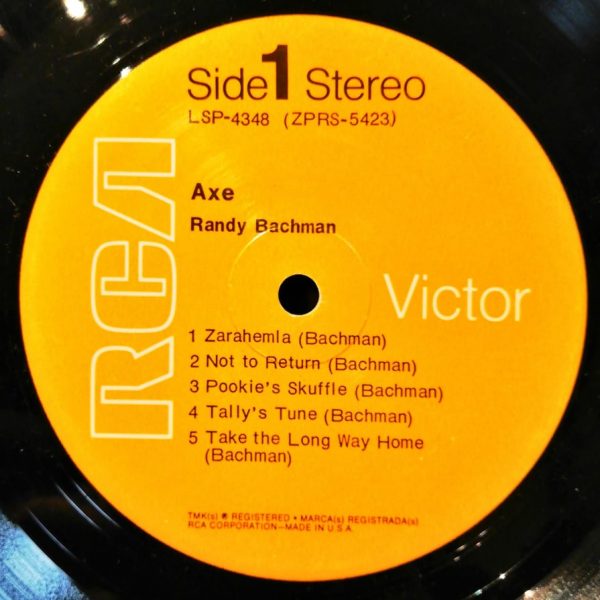 Side 1 Stereo
LSP-4348 (ZPRS-5423)
RCA
Axe
Randy Bachman
Victor
1 Zarahemla (Bachman)
2 Not to Return (Bachman)
3 Pookie's Skuffle (Bachman)
4 Tally's Tune (Bachman)
5 Take the Long Way Home
(Bachman)
TMK(s) ® REGISTERED • MARCA(s) REGISTRADA(s)
RCA CORPORATION—MADE IN U.S.A.